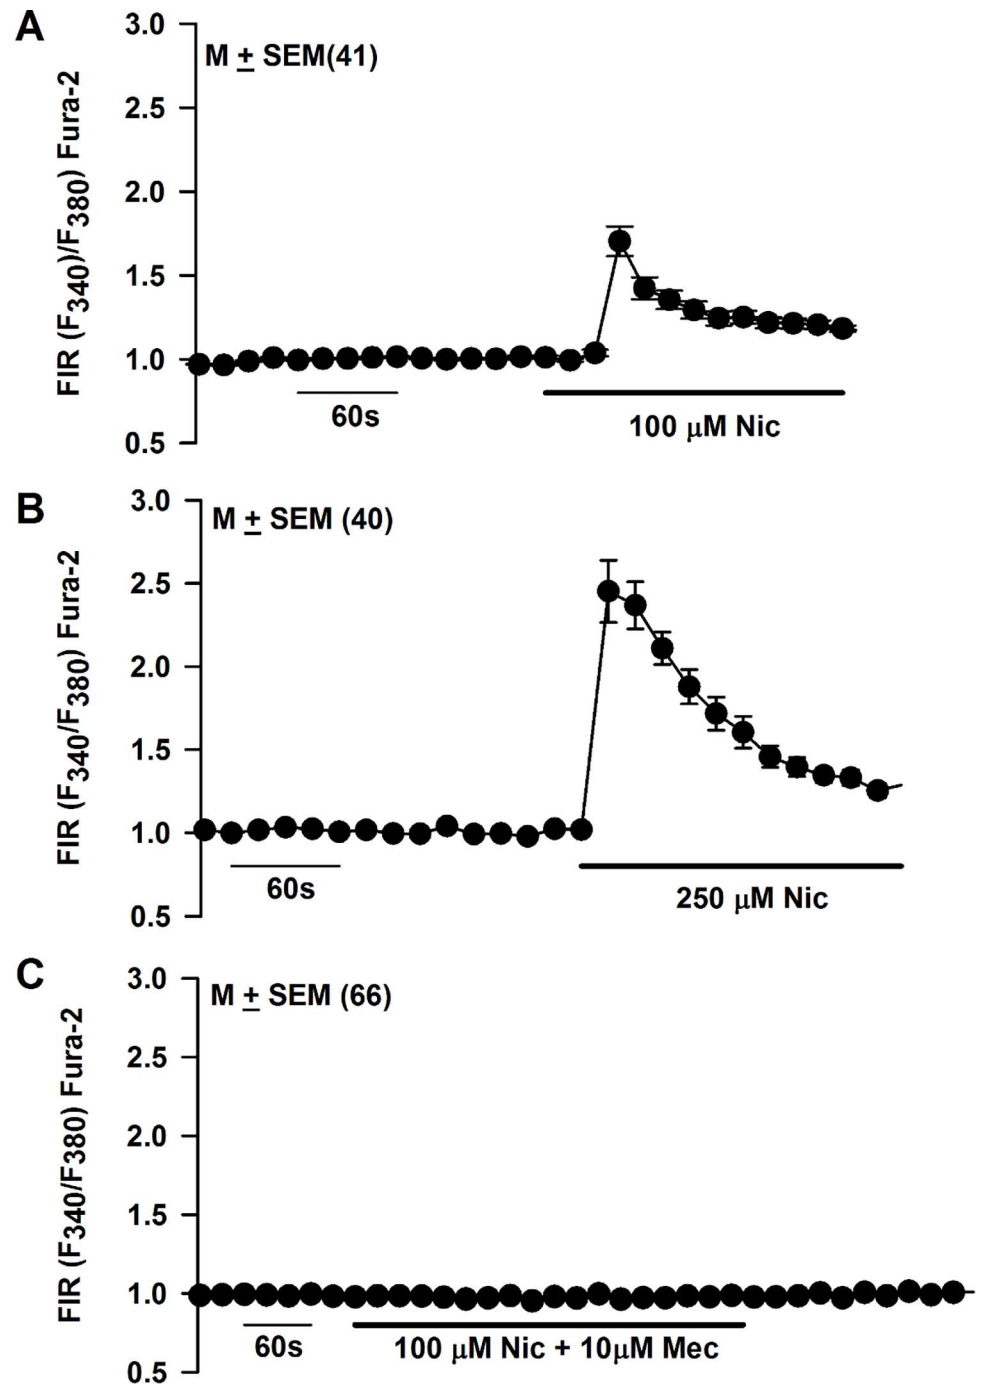 A
3.0
M ± SEM(41)
2.5
2.0
1.5
1.0
0.5
FIR (F340)/F380) Fura-2
60s
100 μM Nic
B
3.0
M ± SEM (40)
2.5
2.0
1.5
1.0
0.5
FIR (F340/F380) Fura-2
60s
250 μM Nic
C
3.0
M ± SEM (66)
2.5
2.0
1.5
1.0
0.5
FIR (F340/F380) Fura-2
60s
100 μM Nic + 10μM Mec